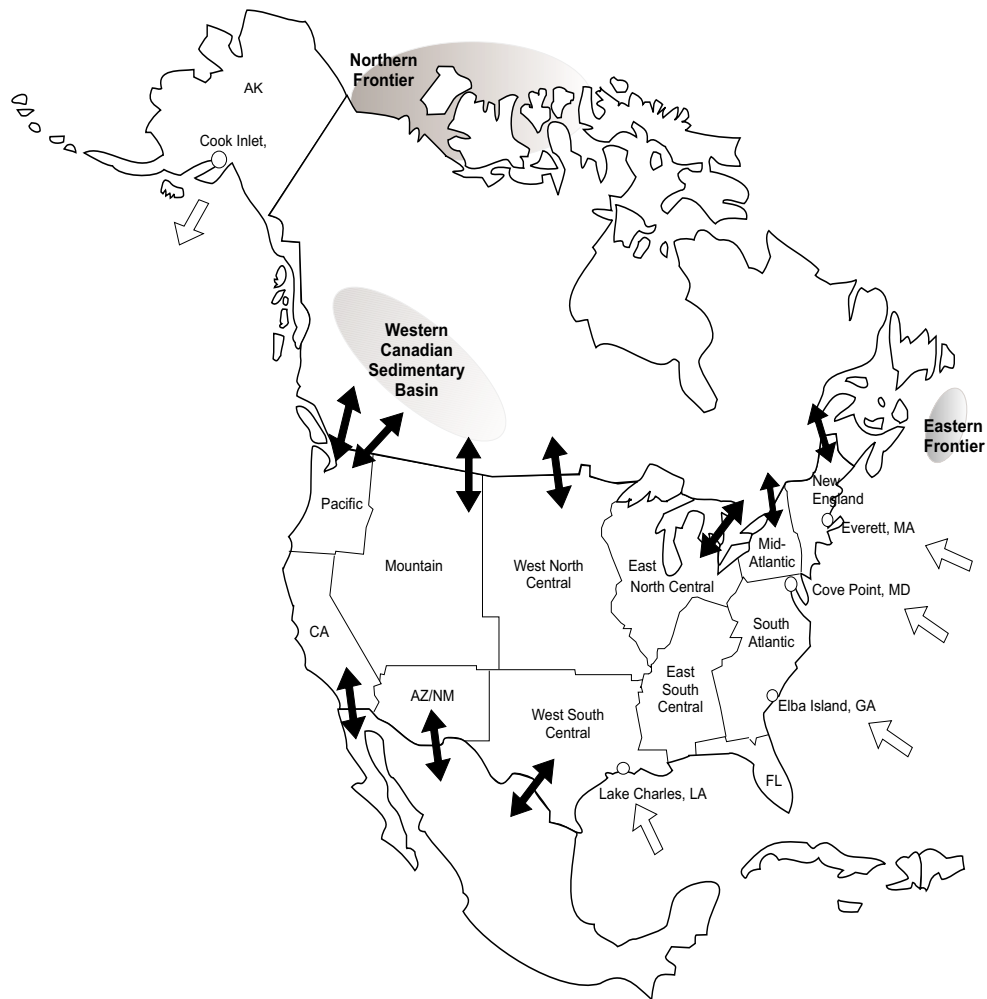 Northern
Frontier
AK
Cook Inlet,
Western
Canadian
Sedimentary
Basin
Eastern
Frontier
New
England
Pacific
Everett, MA
Mid-
Atlantic
Mountain
West North
Central
East
North Central
Cove Point, MD
CA
South
Atlantic
East
South
Central
AZ/NM
West South
Central
Elba Island, GA
FL
Lake Charles, LA